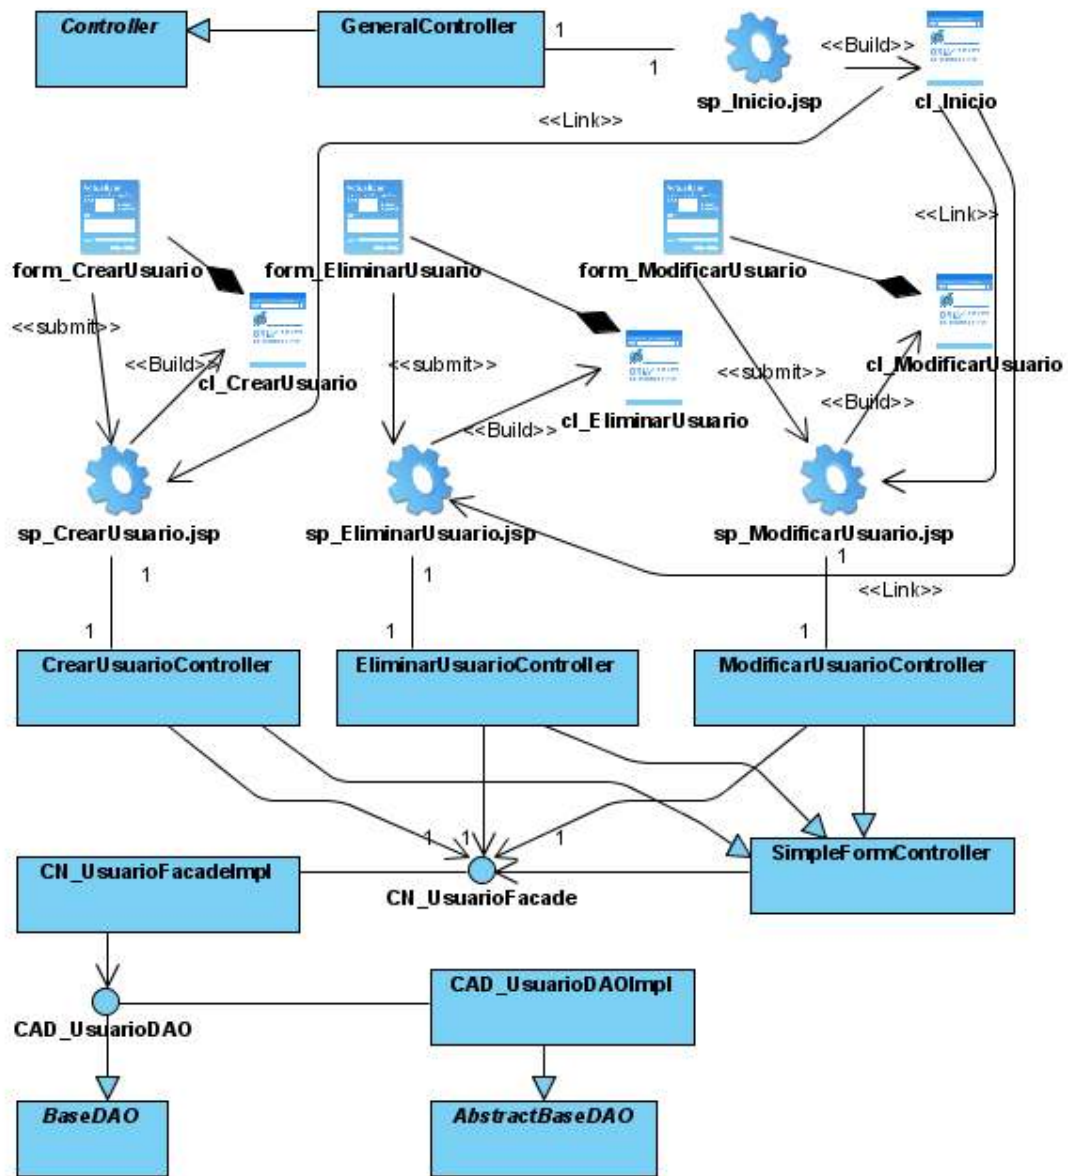 Controller
GeneralController
1
1
sp_Inicio.jsp
<<Build>>
cl_Inicio
<<Link>>
<<Link>>
form_CrearUsuario
form_EliminarUsuario
form_ModificarUsuario
<<submit>>
<<Build>>
cl_CrearUsuario
<<submit>>
<<Build>>
cl_EliminarUsuario
<<submit>>
<<Build>>
cl_ModificarUsuario
sp_CrearUsuario.jsp
sp_EliminarUsuario.jsp
sp_ModificarUsuario.jsp
1
1
1
<<Link>>
1
1
1
CrearUsuarioController
EliminarUsuarioController
ModificarUsuarioController
1
1
1
CN_UsuarioFacadeImpl
CN_UsuarioFacade
SimpleFormController
CAD_UsuarioDAO
CAD_UsuarioDAOImpl
BaseDAO
AbstractBaseDAO